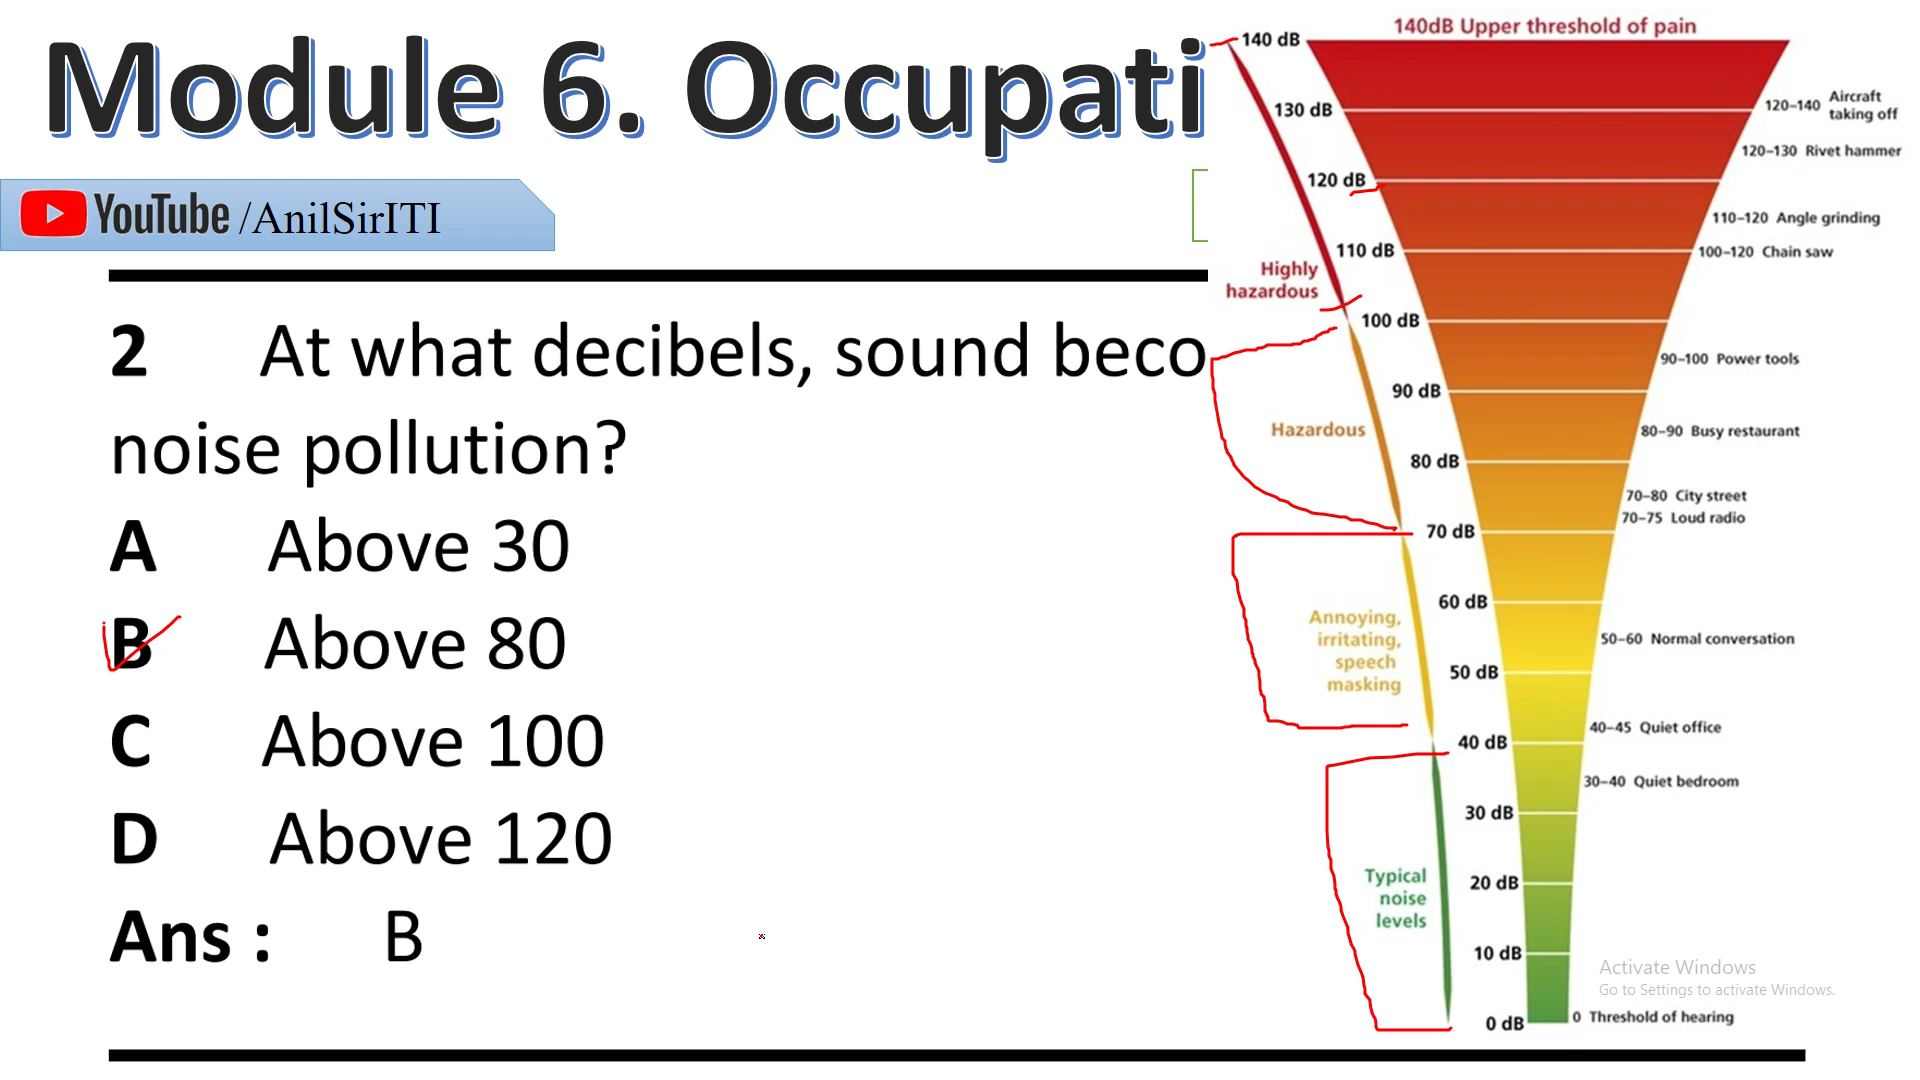 Module 6. Occupati
YouTube /AnilSirITI
2 At what decibels, sound beco
noise pollution?
A Above 30
B Above 80
C Above 100
D Above 120
Ans : B
140dB Upper threshold of pain
140 dB
130 dB
120 dB
110 dB
100 dB
90 dB
80 dB
70 dB
60 dB
50 dB
40 dB
30 dB
20 dB
10 dB
0 dB
Highly
hazardous
Hazardous
Annoying,
irritating,
speech
masking
Typical
noise
levels
120–140 Aircraft
taking off
120–130 Rivet hammer
110–120 Angle grinding
100–120 Chain saw
90–100 Power tools
80–90 Busy restaurant
70–80 City street
70–75 Loud radio
50–60 Normal conversation
40–45 Quiet office
30–40 Quiet bedroom
0 Threshold of hearing
Activate Windows
Go to Settings to activate Windows.